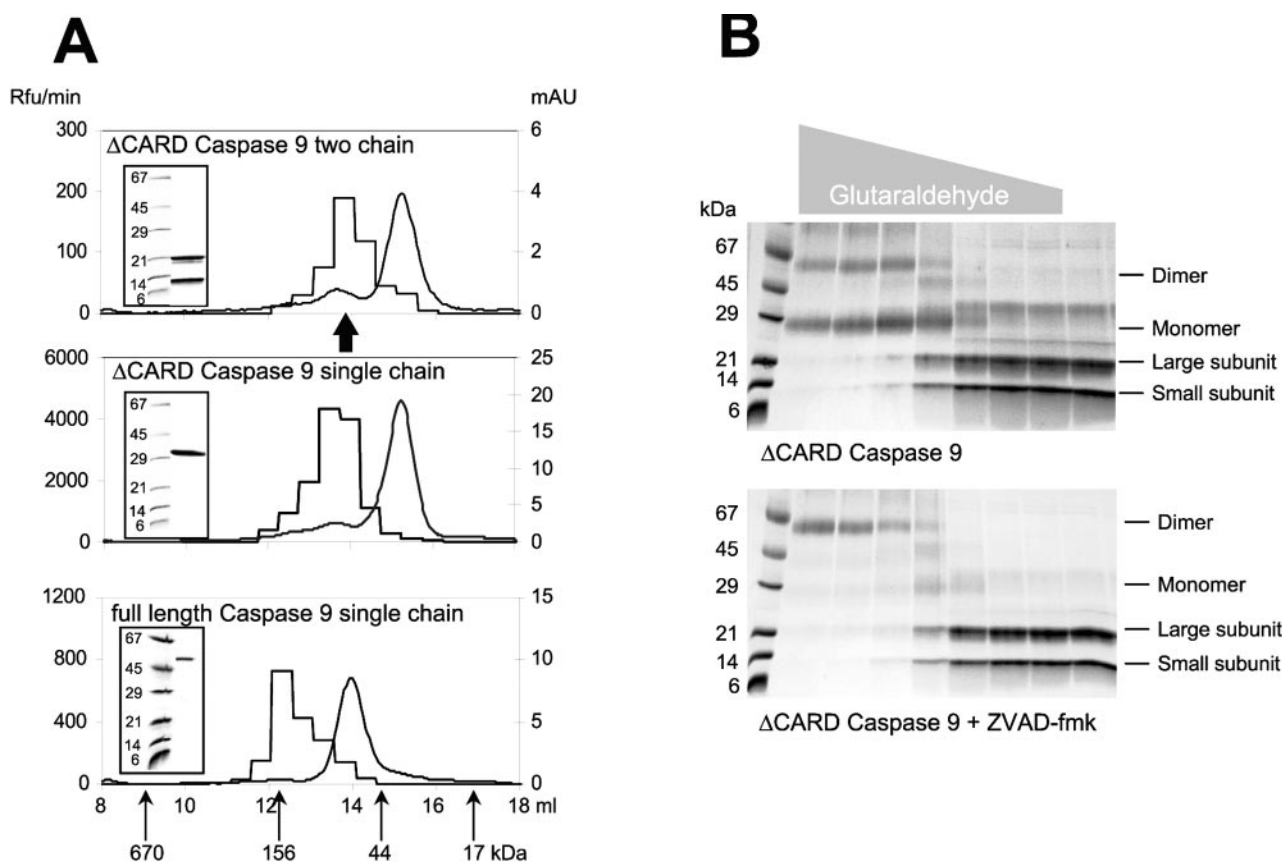 A
Rfu/min
mAU
300
200
100
0
6
4
2
0
ΔCARD Caspase 9 two chain
67
45
29
21
14
6
6000
4000
2000
0
25
20
15
10
5
0
ΔCARD Caspase 9 single chain
67
45
29
21
14
6
1200
800
400
0
15
10
5
0
full length Caspase 9 single chain
67
45
29
21
14
6
8 10 12 14 16 18 ml
670 156 44 17 kDa
B
Glutaraldehyde
kDa
67
45
29
21
14
6
Dimer
Monomer
Large subunit
Small subunit
ΔCARD Caspase 9
67
45
29
21
14
6
Dimer
Monomer
Large subunit
Small subunit
ΔCARD Caspase 9 + ZVAD-fmk